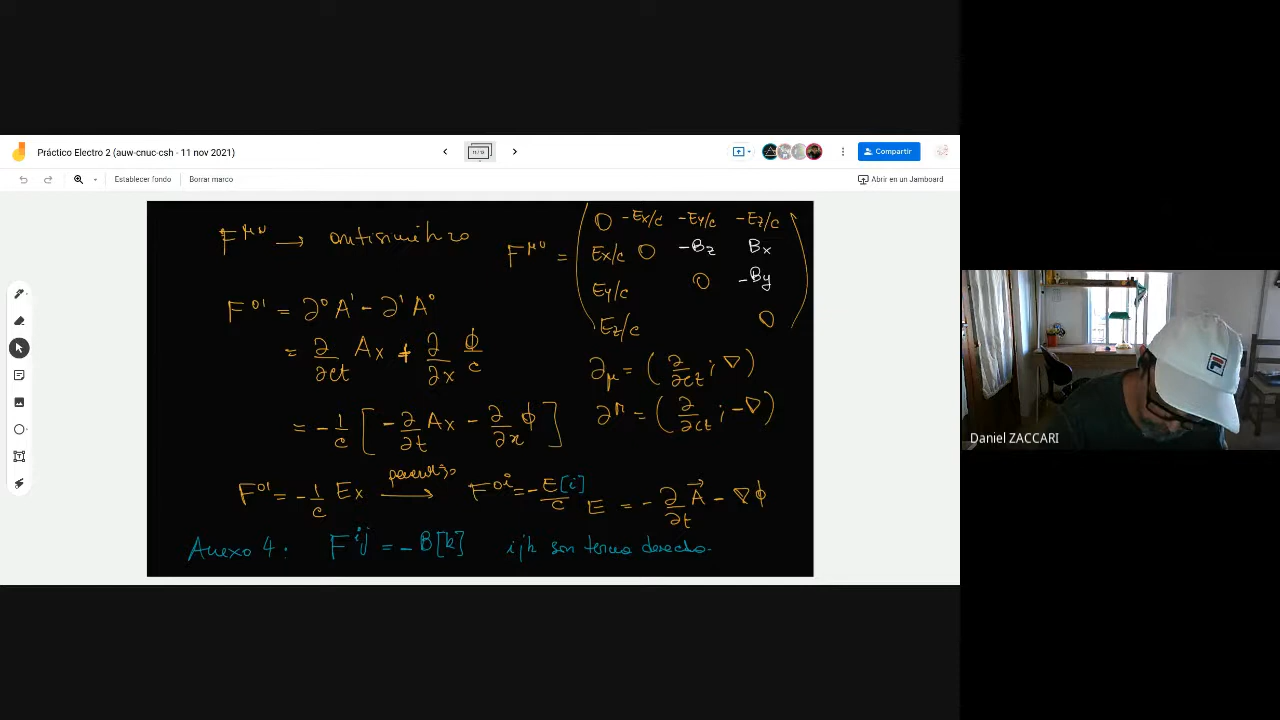 Práctico Electro 2 (auw-cnuc-csh - 11 nov 2021)
Compartir
Establecer fondo
Borrar marco
Abrir en un Jamboard
F^{μν} → antisimétrico
F^{μν} = ( 0 -Ex/c -Ey/c -Ez/c
Ex/c 0 -Bz Bx
Ey/c 0 -By
Ez/c 0 )
F^{01} = ∂^0 A^1 - ∂^1 A^0
= ∂/∂ct Ax + ∂/∂x ϕ/c
= -1/c [ -∂/∂t Ax - ∂/∂x ϕ ]
∂_μ = ( ∂/∂ct ; ∇ )
∂^μ = ( ∂/∂ct ; -∇ )
F^{01} = -1/c Ex → F^{0i} = -E[i]/c
E = -∂/∂t A⃗ - ∇ϕ
Anexo 4: F^{ij} = -B[k] ijk son terna derecha.
Daniel ZACCARI